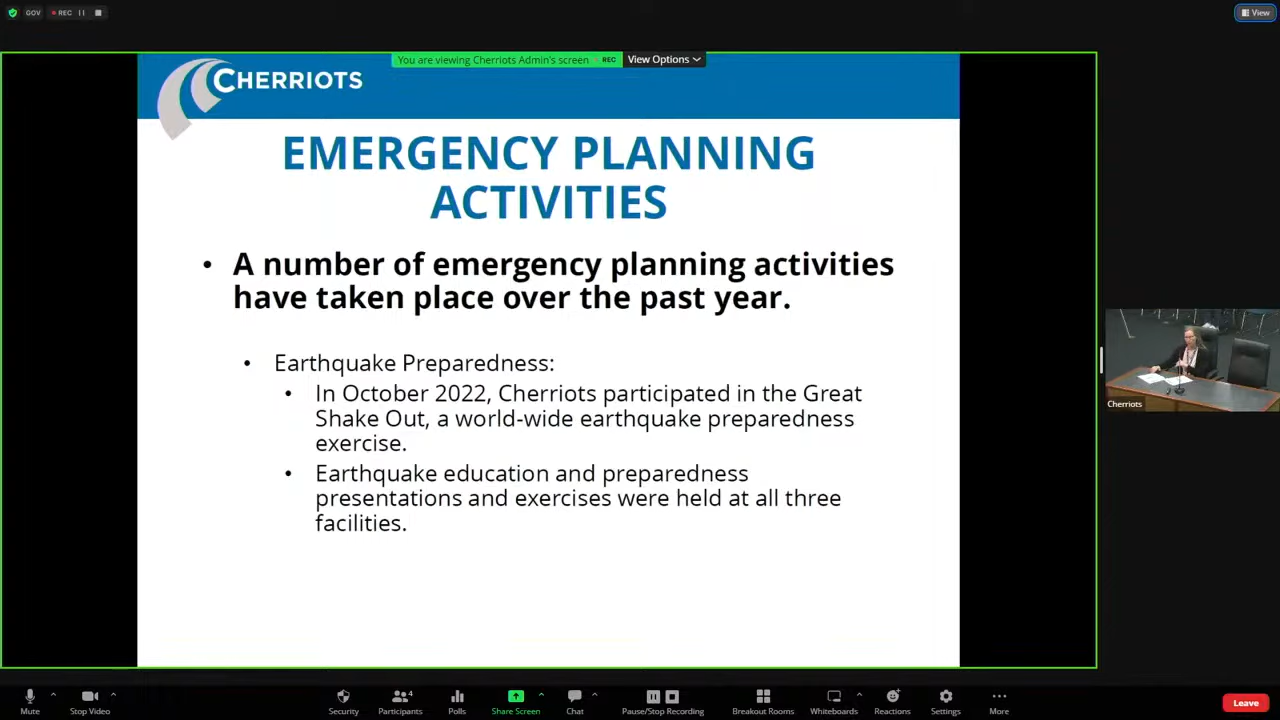 GOV
REC
View
You are viewing Cherriots Admin's screen
REC
View Options
CHERRIOTS
EMERGENCY PLANNING
ACTIVITIES
• A number of emergency planning activities
have taken place over the past year.
• Earthquake Preparedness:
• In October 2022, Cherriots participated in the Great
Shake Out, a world-wide earthquake preparedness
exercise.
• Earthquake education and preparedness
presentations and exercises were held at all three
facilities.
Cherriots
4
Mute
Stop Video
Security
Participants
Polls
Share Screen
Chat
Pause/Stop Recording
Breakout Rooms
Whiteboards
Reactions
Settings
More
Leave